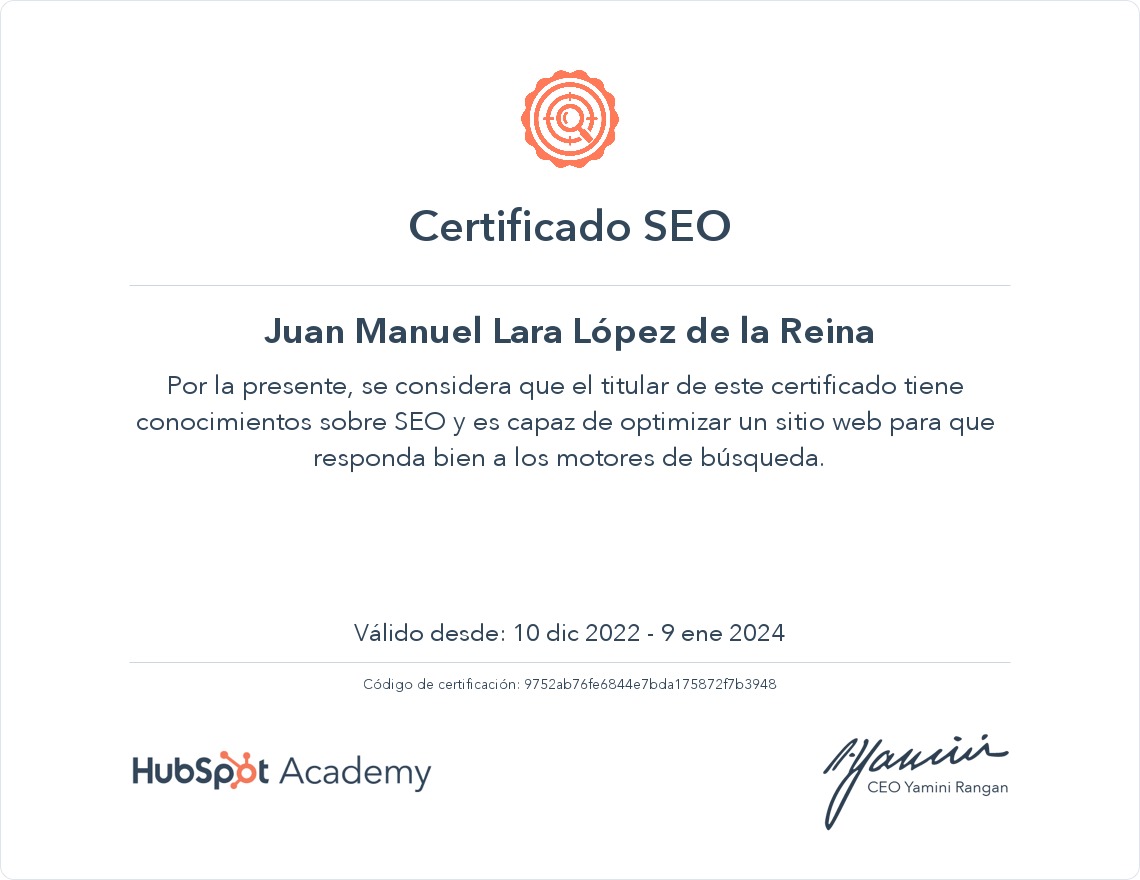 Certificado SEO
Juan Manuel Lara López de la Reina
Por la presente, se considera que el titular de este certificado tiene
conocimientos sobre SEO y es capaz de optimizar un sitio web para que
responda bien a los motores de búsqueda.
Válido desde: 10 dic 2022 - 9 ene 2024
Código de certificación: 9752ab76fe6844e7bda175872f7b3948
HubSpot Academy
CEO Yamini Rangan